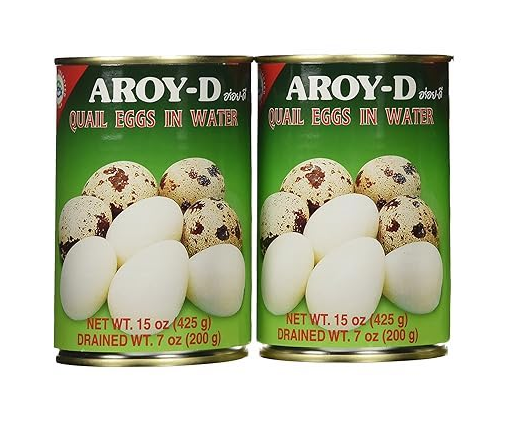 AROY-D อร่อย-ดี
QUAIL EGGS IN WATER
NET WT. 15 oz (425 g)
DRAINED WT. 7 oz (200 g)
AROY-D อร่อย-ดี
QUAIL EGGS IN WATER
NET WT. 15 oz (425 g)
DRAINED WT. 7 oz (200 g)